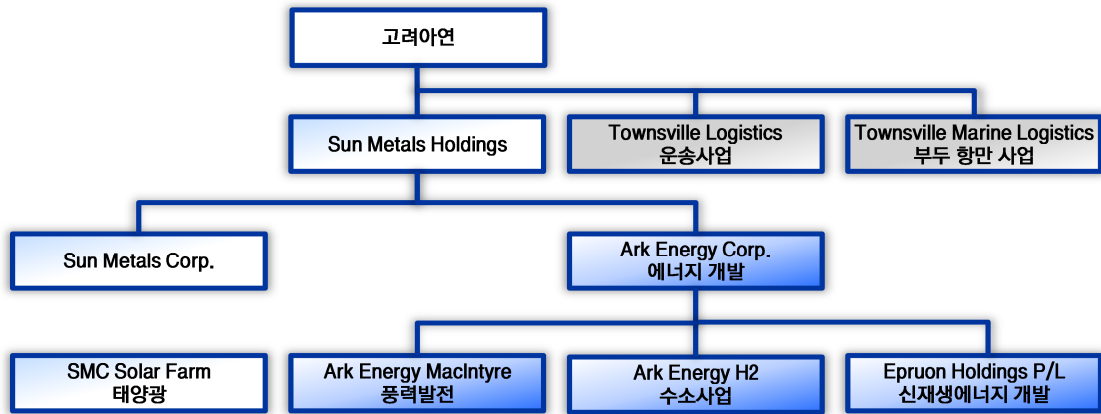 고려아연
Sun Metals Holdings
Townsville Logistics
운송사업
Townsville Marine Logistics
부두 항만 사업
Sun Metals Corp.
Ark Energy Corp.
에너지 개발
SMC Solar Farm
태양광
Ark Energy MacIntyre
풍력발전
Ark Energy H2
수소사업
Epruon Holdings P/L
신재생에너지 개발